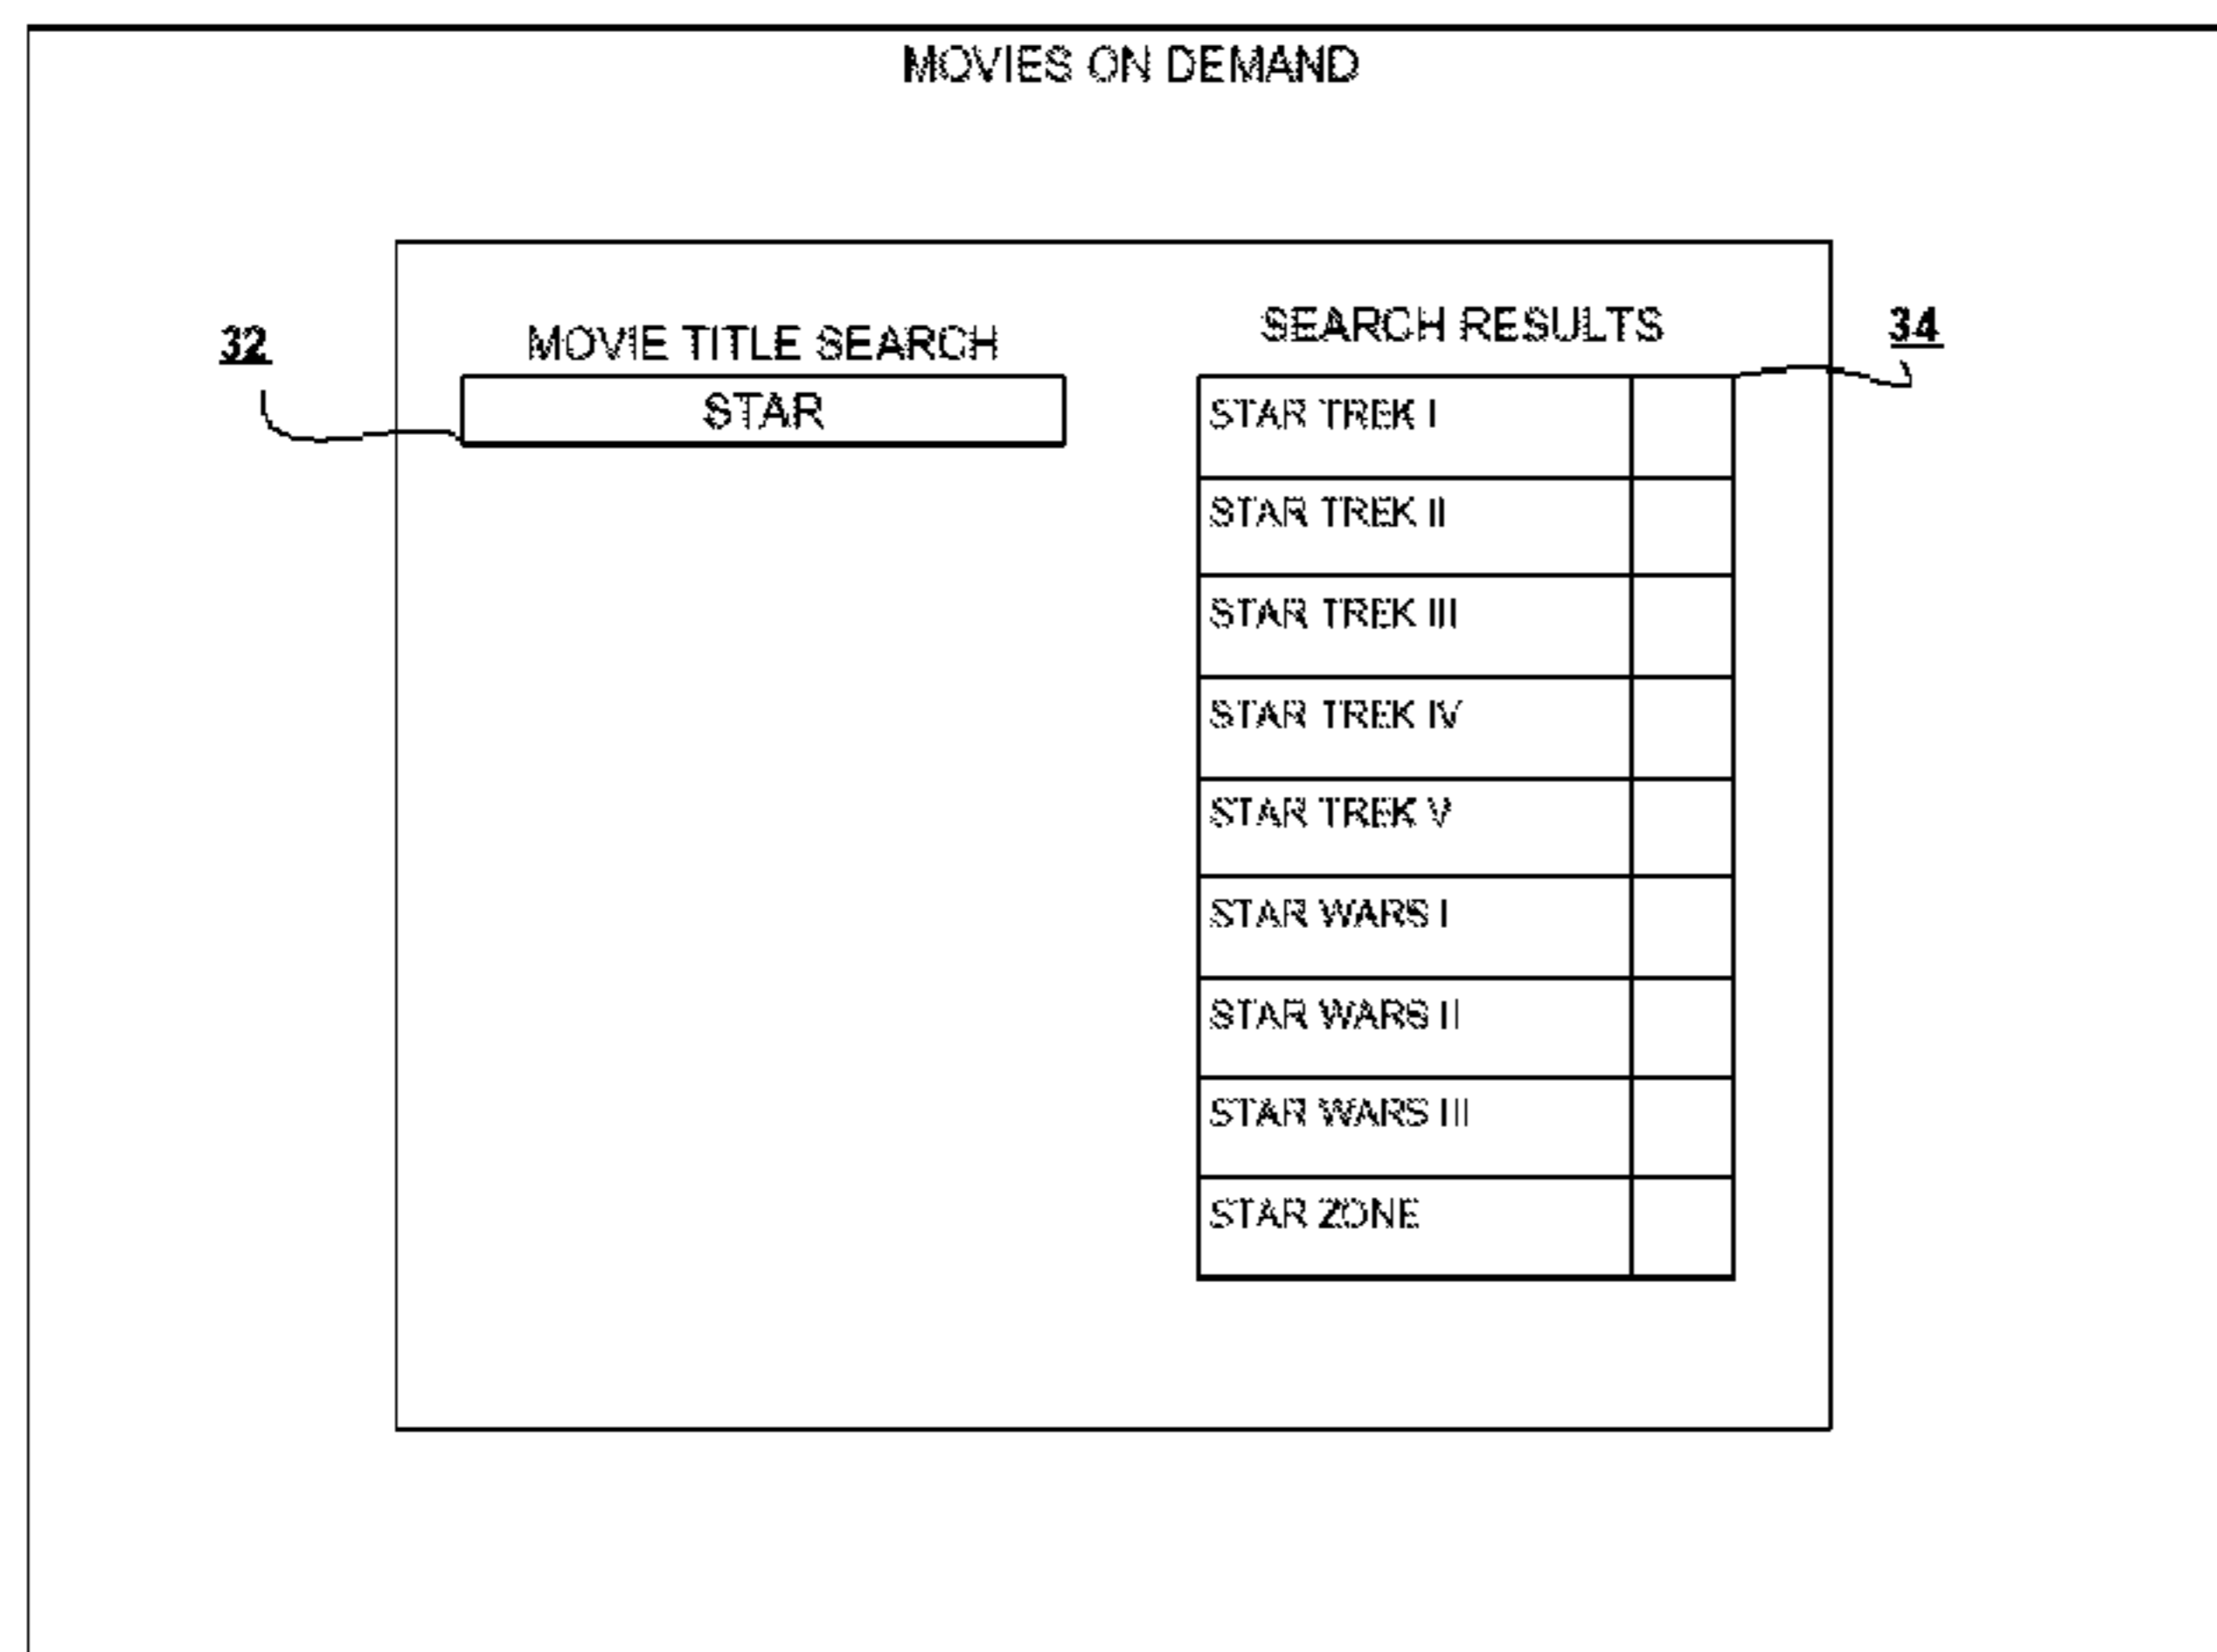 MOVIES ON DEMAND
32
MOVIE TITLE SEARCH
STAR
SEARCH RESULTS
34
STAR TREK I
STAR TREK II
STAR TREK III
STAR TREK IV
STAR TREK V
STAR WARS I
STAR WARS II
STAR WARS III
STAR ZONE